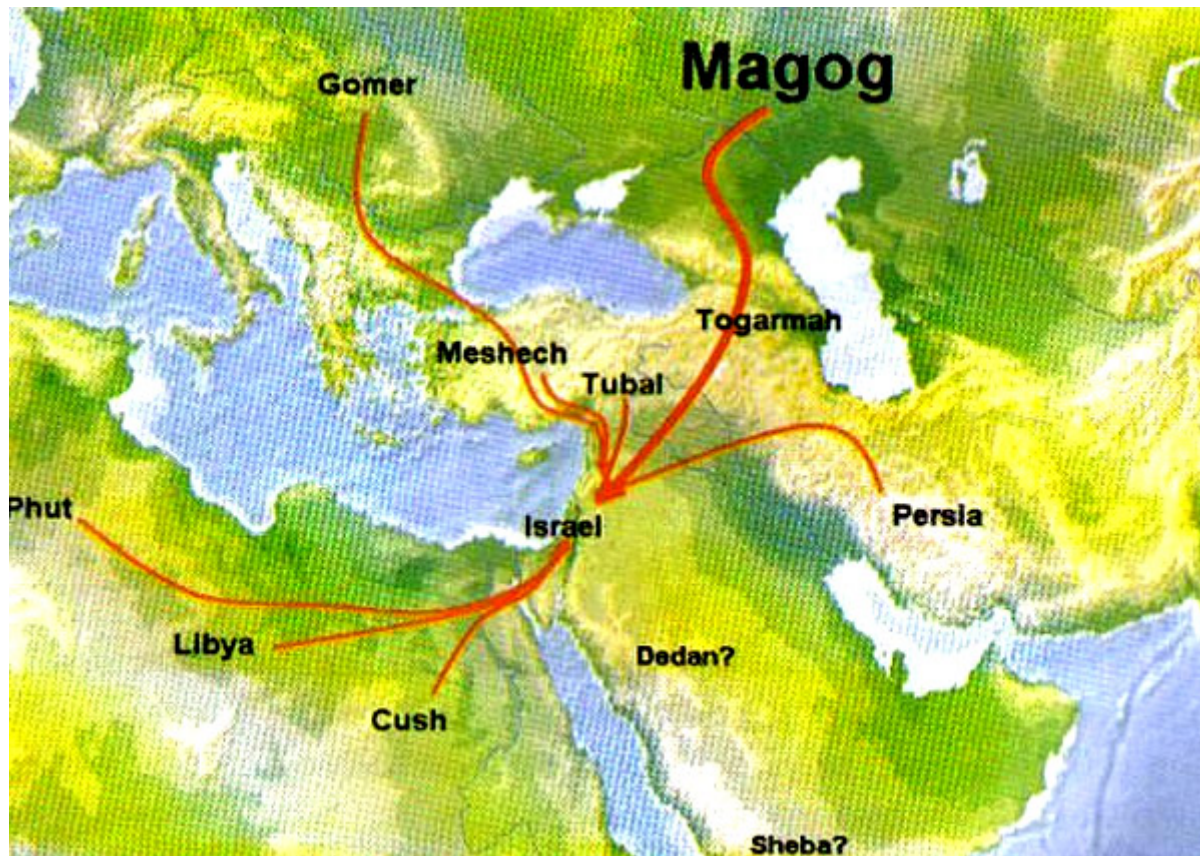 Magog
Gomer
Togarmah
Meshech
Tubal
Phut
Israel
Persia
Libya
Dedan?
Cush
Sheba?